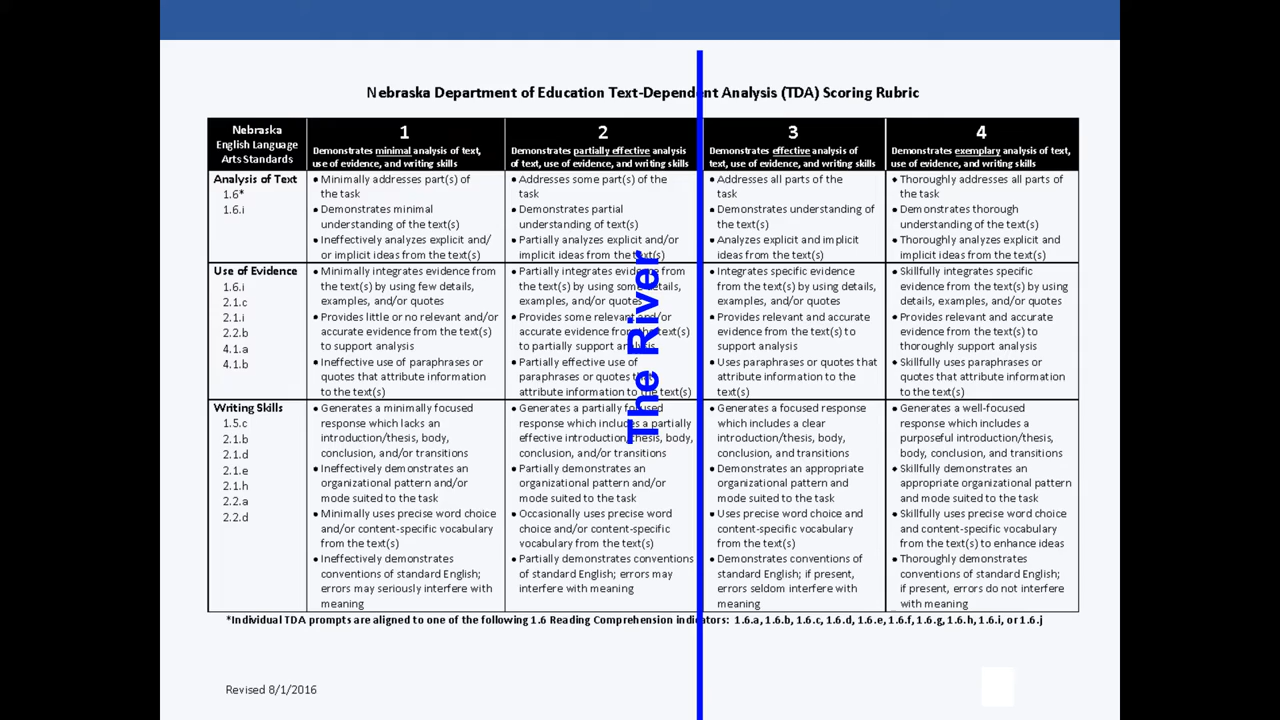 Nebraska Department of Education Text-Dependent Analysis (TDA) Scoring Rubric
Nebraska
English Language
Arts Standards
1
Demonstrates minimal analysis of text,
use of evidence, and writing skills
2
Demonstrates partially effective analysis
of text, use of evidence, and writing skills
3
Demonstrates effective analysis of
text, use of evidence, and writing skills
4
Demonstrates exemplary analysis of text,
use of evidence, and writing skills
Analysis of Text
1.6*
1.6.i
• Minimally addresses part(s) of
the task
• Demonstrates minimal
understanding of the text(s)
• Ineffectively analyzes explicit and/
or implicit ideas from the text(s)
• Addresses some part(s) of the
task
• Demonstrates partial
understanding of the text(s)
• Partially analyzes explicit and/or
implicit ideas from the text(s)
• Addresses all parts of the
task
• Demonstrates understanding of
the text(s)
• Analyzes explicit and implicit
ideas from the text(s)
• Thoroughly addresses all parts of
the task
• Demonstrates thorough
understanding of the text(s)
• Thoroughly analyzes explicit and
implicit ideas from the text(s)
Use of Evidence
1.6.i
2.1.c
2.1.i
2.2.b
4.1.a
4.1.b
• Minimally integrates evidence from
the text(s) by using few details,
examples, and/or quotes
• Provides little or no relevant and/or
accurate evidence from the text(s)
to support analysis
• Ineffective use of paraphrases or
quotes that attribute information
to the text(s)
• Partially integrates evidence from
the text(s) by using some details,
examples, and/or quotes
• Provides some relevant and/or
accurate evidence from the text(s)
to partially support analysis
• Partially effective use of
paraphrases or quotes that
attribute information to the text(s)
• Integrates specific evidence
from the text(s) by using details,
examples, and/or quotes
• Provides relevant and accurate
evidence from the text(s) to
support analysis
• Uses paraphrases or quotes that
attribute information to the
text(s)
• Skillfully integrates specific
evidence from the text(s) by using
details, examples, and/or quotes
• Provides relevant and accurate
evidence from the text(s) to
thoroughly support analysis
• Skillfully uses paraphrases or
quotes that attribute information
to the text(s)
The River
Writing Skills
1.5.c
2.1.b
2.1.d
2.1.e
2.1.h
2.2.a
2.2.d
• Generates a minimally focused
response which lacks an
introduction/thesis, body,
conclusion, and/or transitions
• Ineffectively demonstrates an
organizational pattern and/or
mode suited to the task
• Minimally uses precise word choice
and/or content-specific vocabulary
from the text(s)
• Ineffectively demonstrates
conventions of standard English;
errors may seriously interfere with
meaning
• Generates a partially focused
response which includes a partially
effective introduction/thesis, body,
conclusion, and/or transitions
• Partially demonstrates an
organizational pattern and/or
mode suited to the task
• Occasionally uses precise word
choice and/or content-specific
vocabulary from the text(s)
• Partially demonstrates conventions
of standard English; errors may
interfere with meaning
• Generates a focused response
which includes a clear
introduction/thesis, body,
conclusion, and transitions
• Demonstrates an appropriate
organizational pattern and
mode suited to the task
• Uses precise word choice and
content-specific vocabulary
from the text(s)
• Demonstrates conventions of
standard English; if present,
errors seldom interfere with
meaning
• Generates a well-focused
response which includes a
purposeful introduction/thesis,
body, conclusion, and transitions
• Skillfully demonstrates an
appropriate organizational pattern
and mode suited to the task
• Skillfully uses precise word choice
and content-specific vocabulary
from the text(s) to enhance ideas
• Thoroughly demonstrates
conventions of standard English;
if present, errors do not interfere
with meaning
*Individual TDA prompts are aligned to one of the following 1.6 Reading Comprehension indicators: 1.6.a, 1.6.b, 1.6.c, 1.6.d, 1.6.e, 1.6.f, 1.6.g, 1.6.h, 1.6.i, or 1.6.j
Revised 8/1/2016